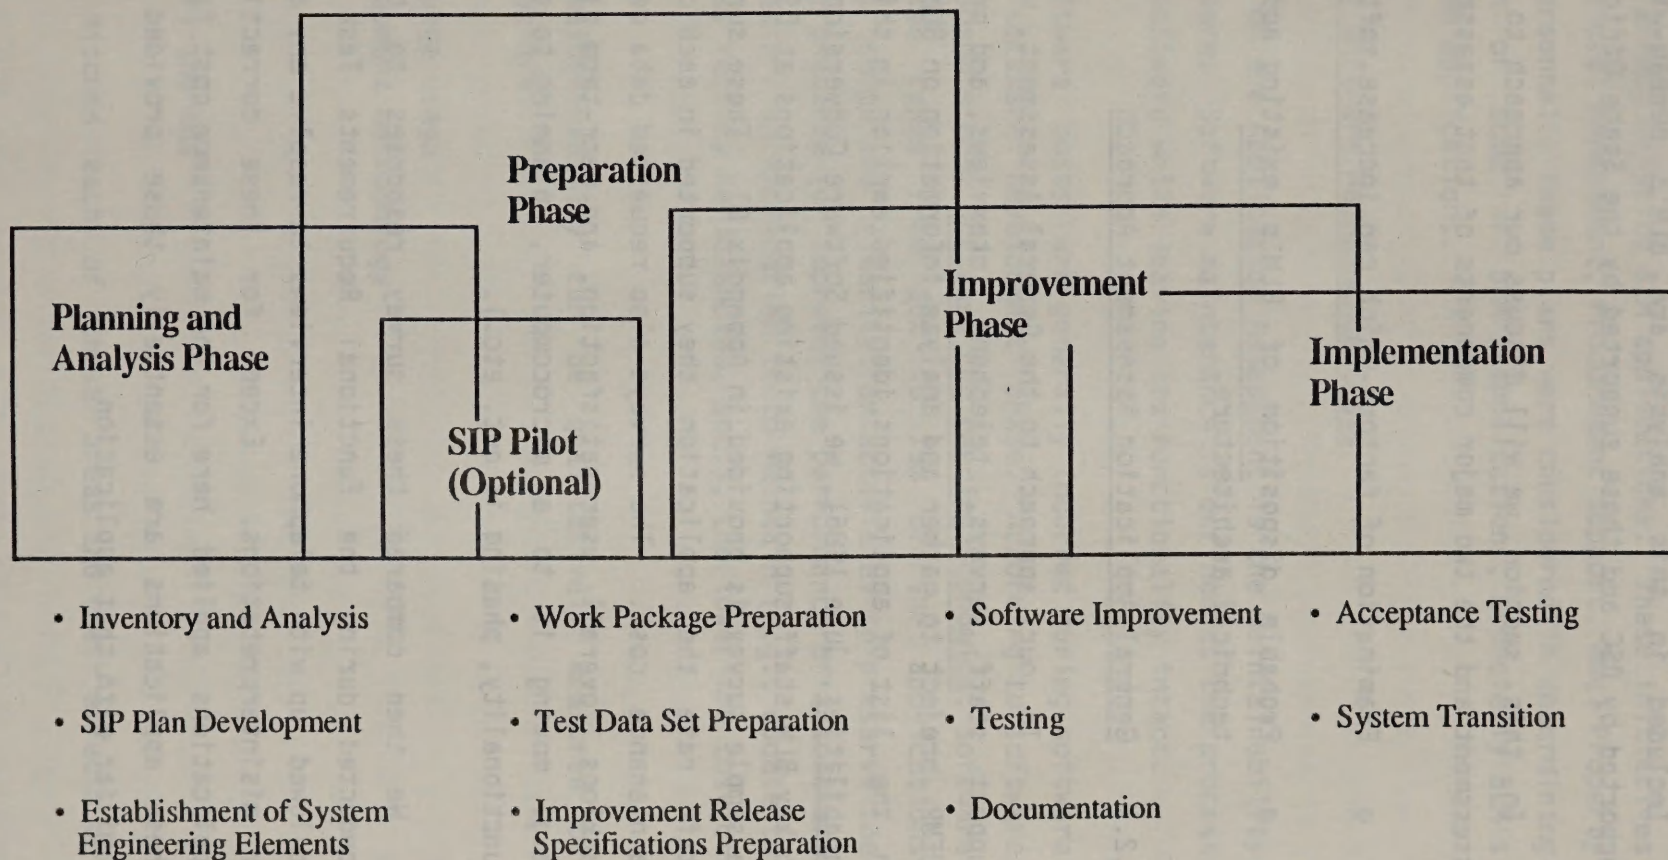 Preparation
Phase
Planning and
Analysis Phase
SIP Pilot
(Optional)
Improvement
Phase
Implementation
Phase
• Inventory and Analysis
• SIP Plan Development
• Establishment of System
Engineering Elements
• Work Package Preparation
• Test Data Set Preparation
• Improvement Release
Specifications Preparation
• Software Improvement
• Testing
• Documentation
• Acceptance Testing
• System Transition